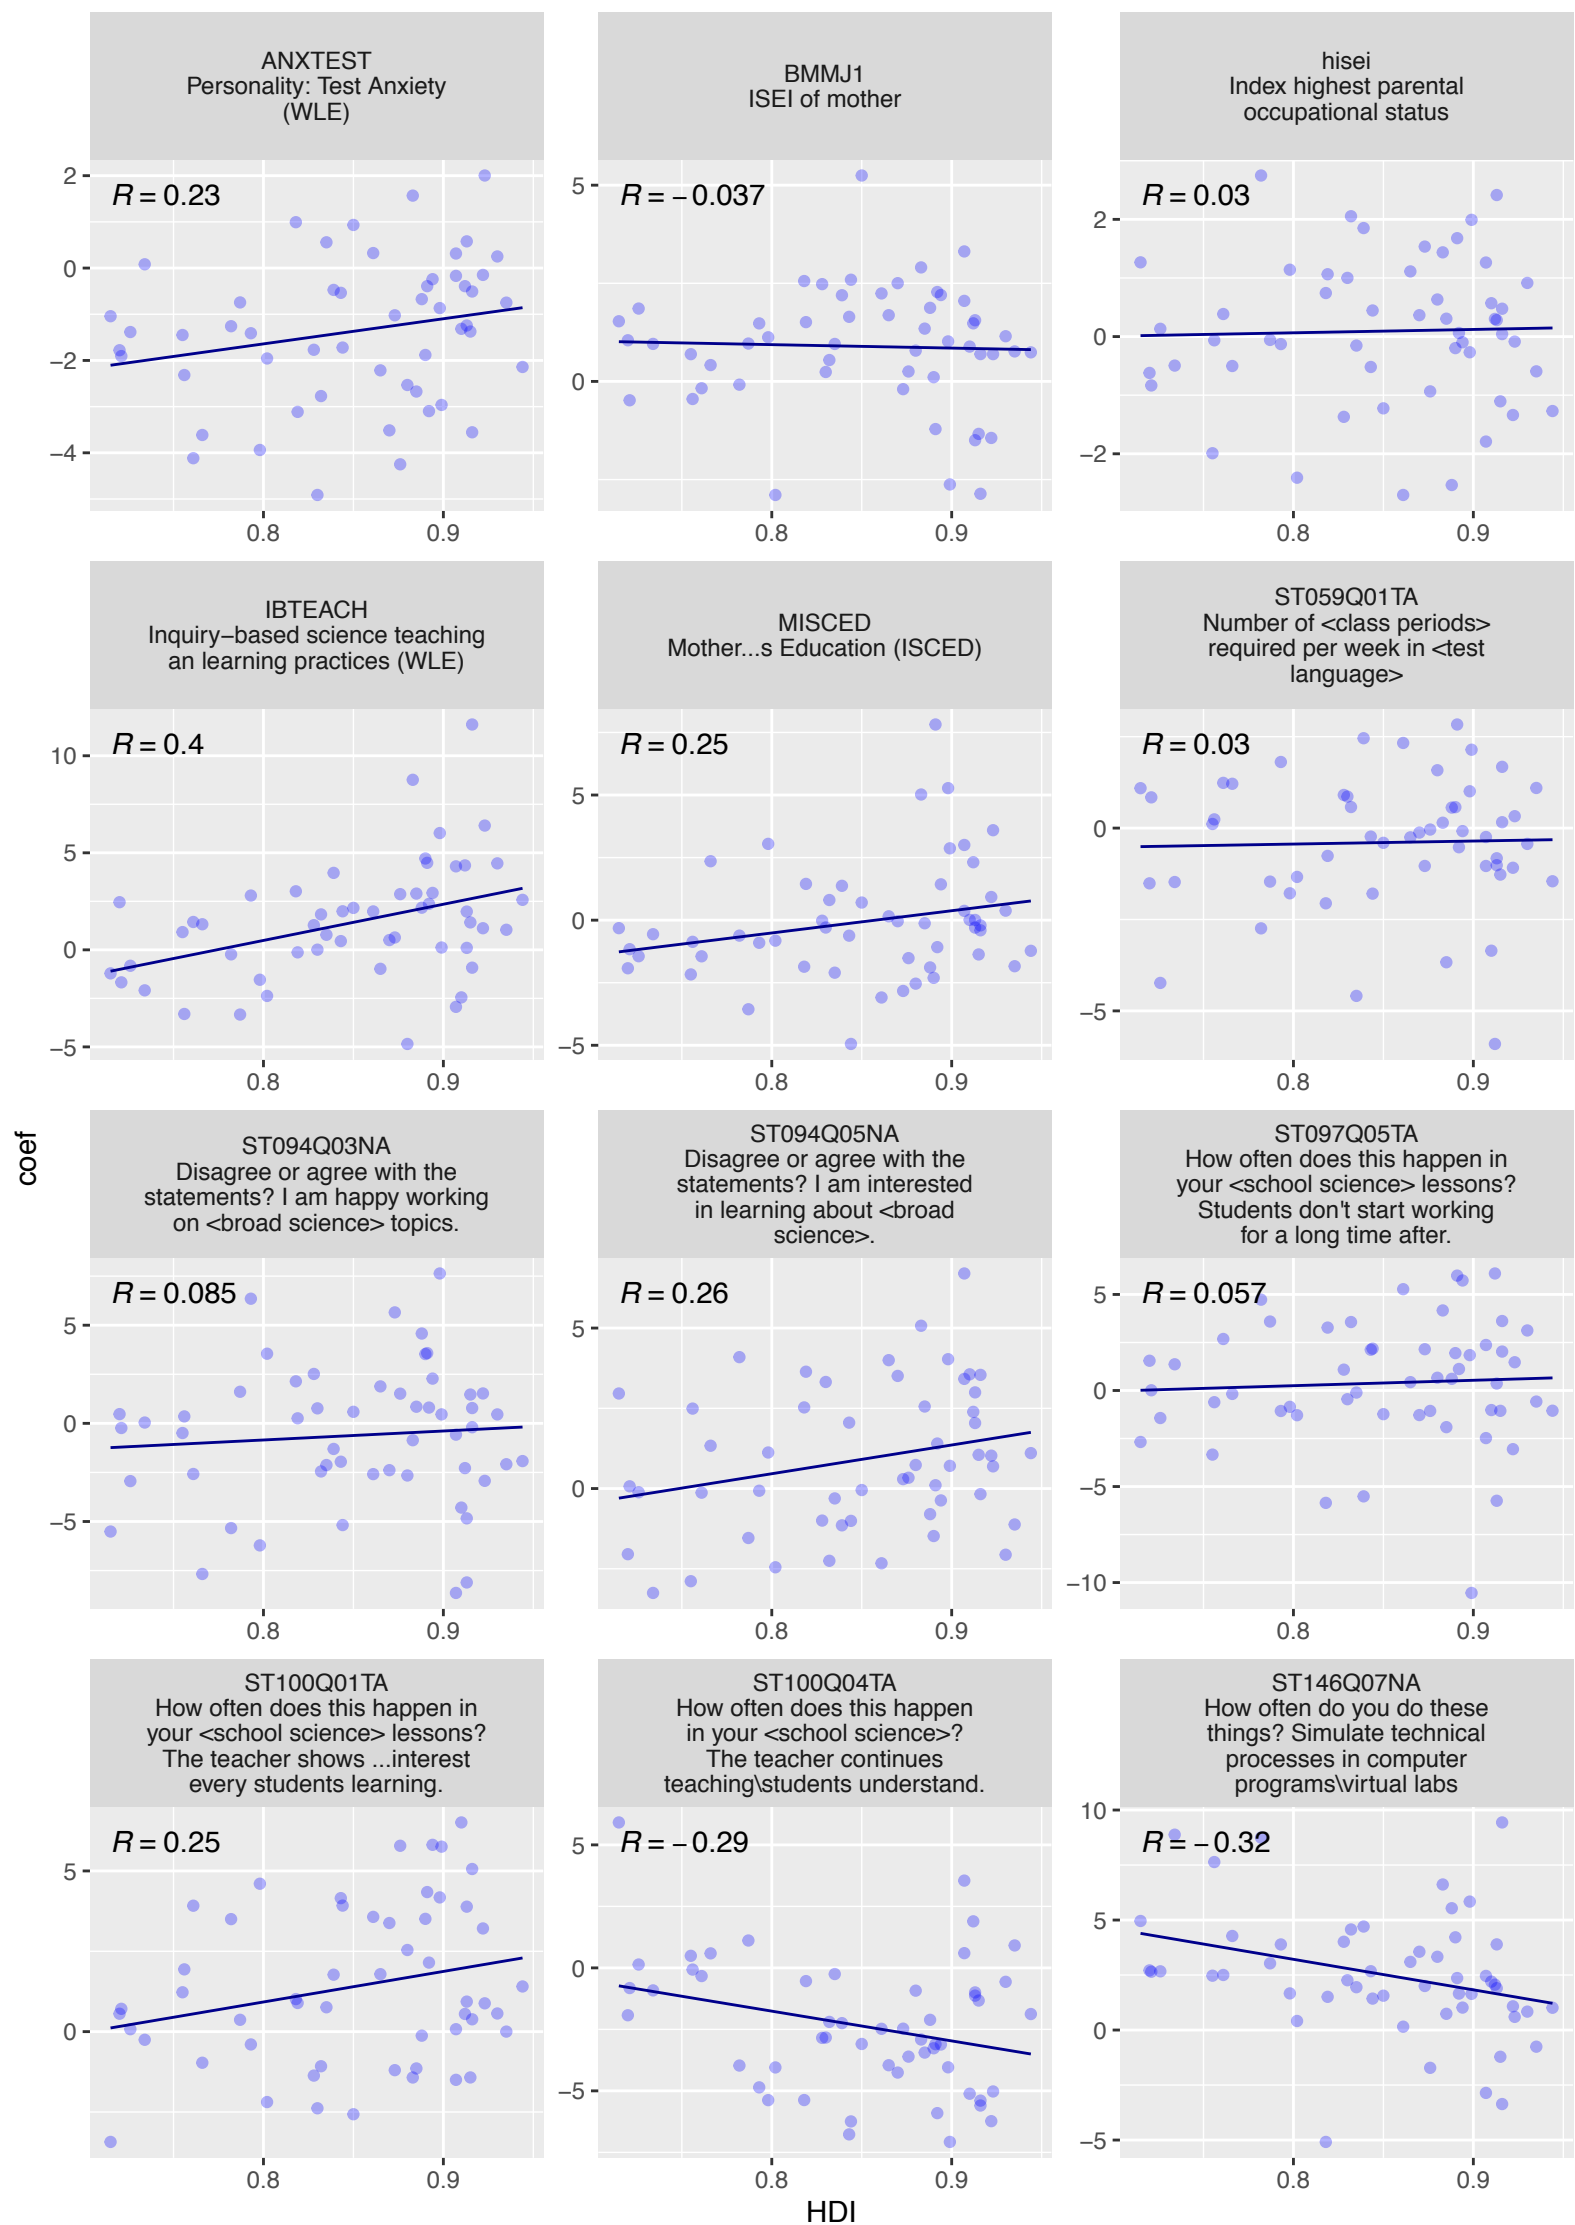 ANXTEST
Personality: Test Anxiety
(WLE)
BMMJ1
ISEI of mother
hisei
Index highest parental
occupational status
R = 0.23
R = −0.037
R = 0.03
2
0
−2
−4
5
0
2
0
−2
0.8 0.9
0.8 0.9
0.8 0.9
IBTEACH
Inquiry−based science teaching
an learning practices (WLE)
MISCED
Mother...s Education (ISCED)
ST059Q01TA
Number of <class periods>
required per week in <test
language>
R = 0.4
R = 0.25
R = 0.03
10
5
0
−5
5
0
−5
0
−5
0.8 0.9
0.8 0.9
0.8 0.9
coef
ST094Q03NA
Disagree or agree with the
statements? I am happy working
on <broad science> topics.
ST094Q05NA
Disagree or agree with the
statements? I am interested
in learning about <broad
science>.
ST097Q05TA
How often does this happen in
your <school science> lessons?
Students don't start working
for a long time after.
R = 0.085
R = 0.26
R = 0.057
5
0
−5
5
0
5
0
−5
−10
0.8 0.9
0.8 0.9
0.8 0.9
ST100Q01TA
How often does this happen in
your <school science> lessons?
The teacher shows ...interest
every students learning.
ST100Q04TA
How often does this happen
in your <school science>?
The teacher continues
teaching\students understand.
ST146Q07NA
How often do you do these
things? Simulate technical
processes in computer
programs\virtual labs
R = 0.25
R = −0.29
R = −0.32
5
0
5
0
−5
10
5
0
−5
0.8 0.9
0.8 0.9
0.8 0.9
HDI